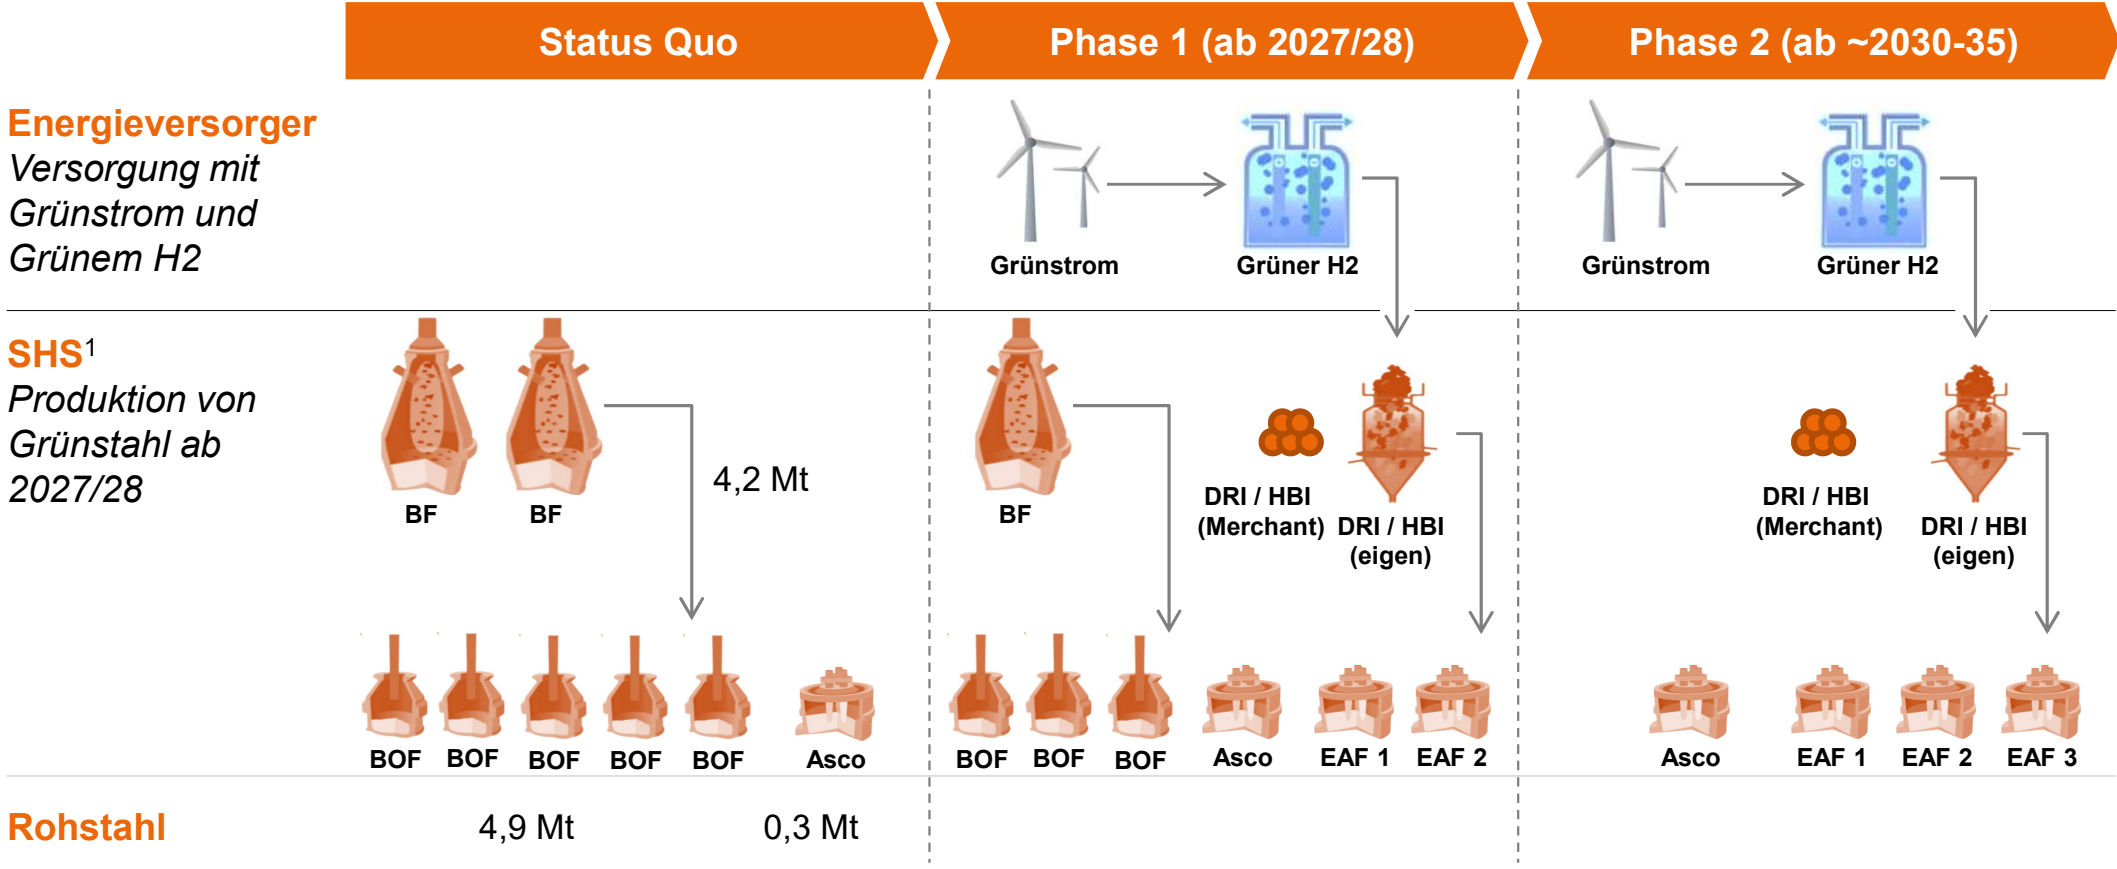 Status Quo
Phase 1 (ab 2027/28)
Phase 2 (ab ~2030-35)
Energieversorger
Versorgung mit
Grünstrom und
Grünem H2
Grünstrom
Grüner H2
Grünstrom
Grüner H2
SHS1
Produktion von
Grünstahl ab
2027/28
BF
BF
4,2 Mt
BF
DRI / HBI
(Merchant)
DRI / HBI
(eigen)
DRI / HBI
(Merchant)
DRI / HBI
(eigen)
BOF
BOF
BOF
BOF
BOF
Asco
BOF
BOF
BOF
Asco
EAF 1
EAF 2
Asco
EAF 1
EAF 2
EAF 3
Rohstahl
4,9 Mt
0,3 Mt